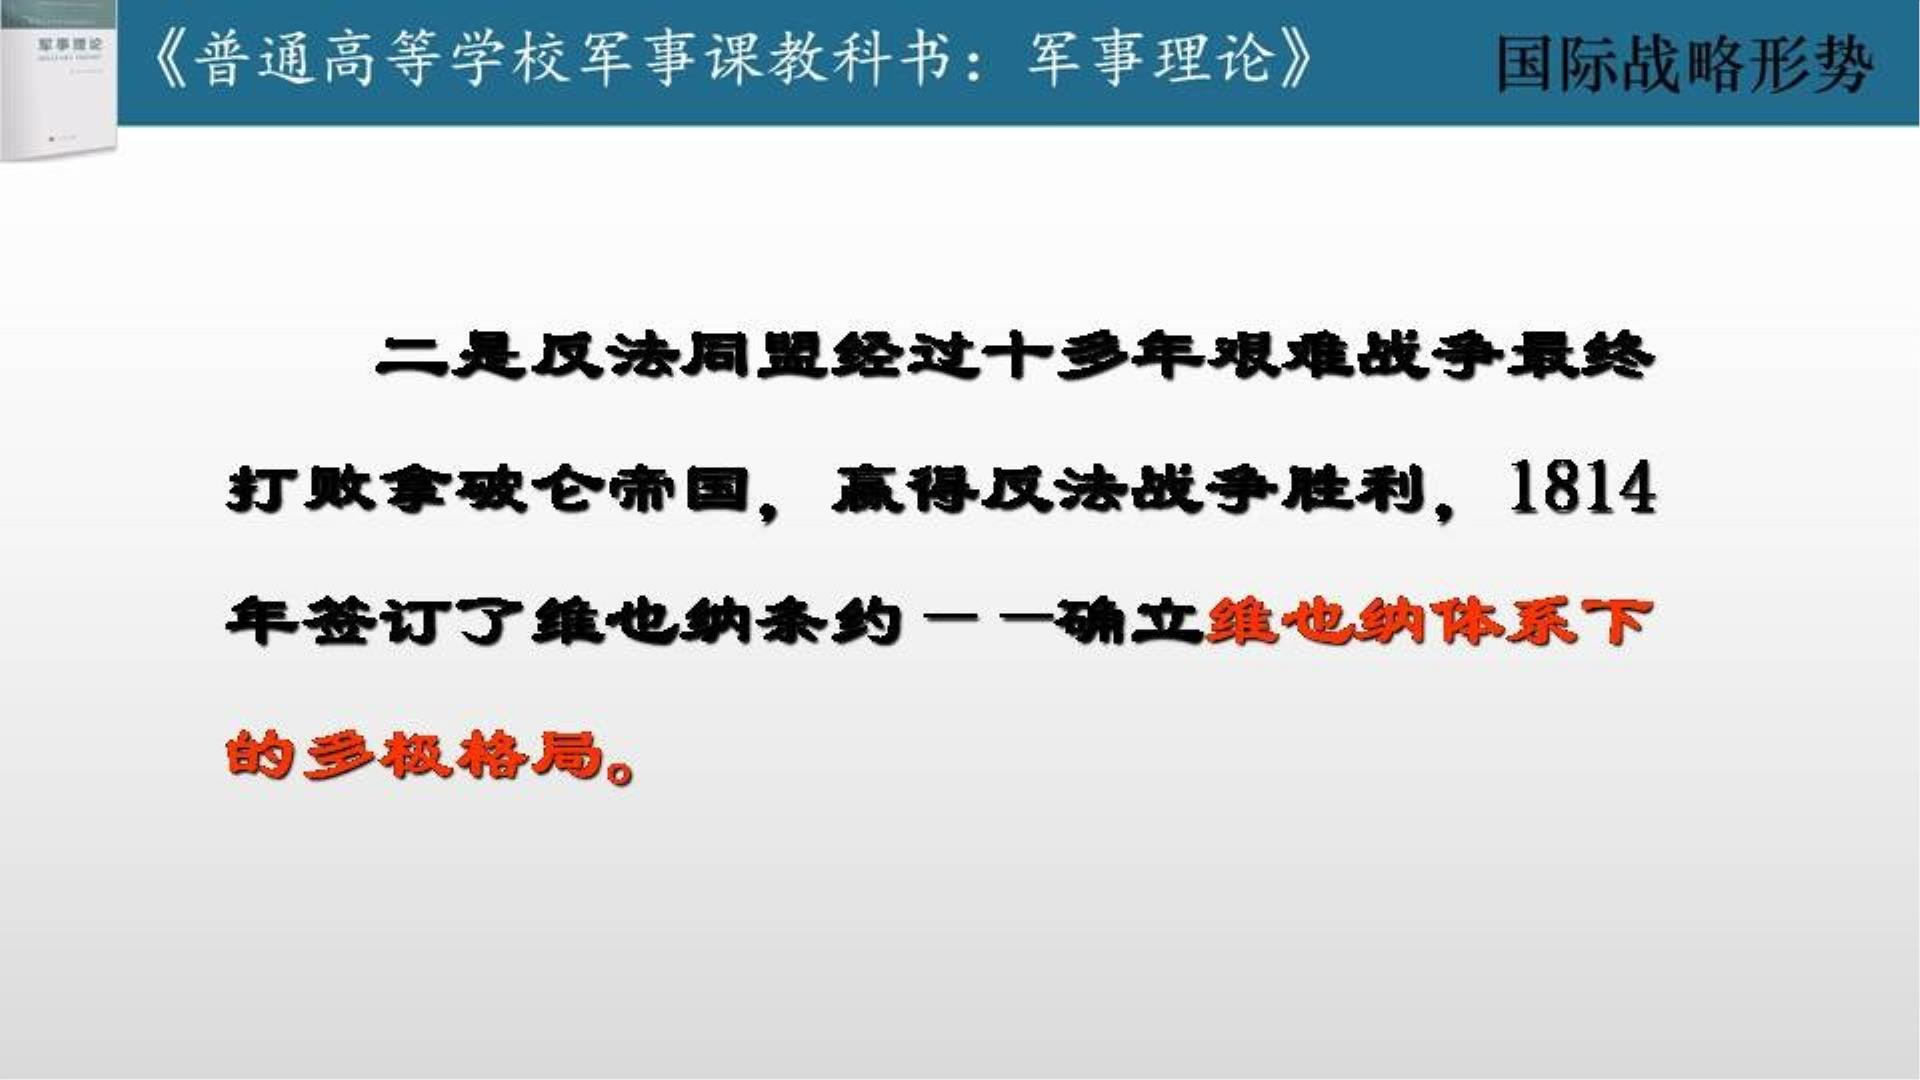 军事理论
《普通高等学校军事课教科书：军事理论》
国际战略形势
二是反法同盟经过十多年艰难战争最终
打败拿破仑帝国，赢得反法战争胜利，1814
年签订了维也纳条约－－确立维也纳体系下
的多极格局。